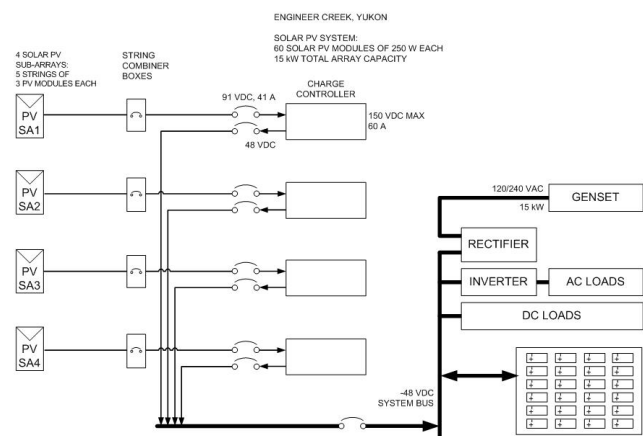 ENGINEER CREEK, YUKON
SOLAR PV SYSTEM:
60 SOLAR PV MODULES OF 250 W EACH
15 kW TOTAL ARRAY CAPACITY
4 SOLAR PV
SUB-ARRAYS:
5 STRINGS OF
3 PV MODULES EACH
STRING
COMBINER
BOXES
CHARGE
CONTROLLER
91 VDC, 41 A
150 VDC MAX
60 A
48 VDC
PV
SA1
PV
SA2
PV
SA3
PV
SA4
120/240 VAC
15 kW
GENSET
RECTIFIER
INVERTER
AC LOADS
DC LOADS
-48 VDC
SYSTEM BUS